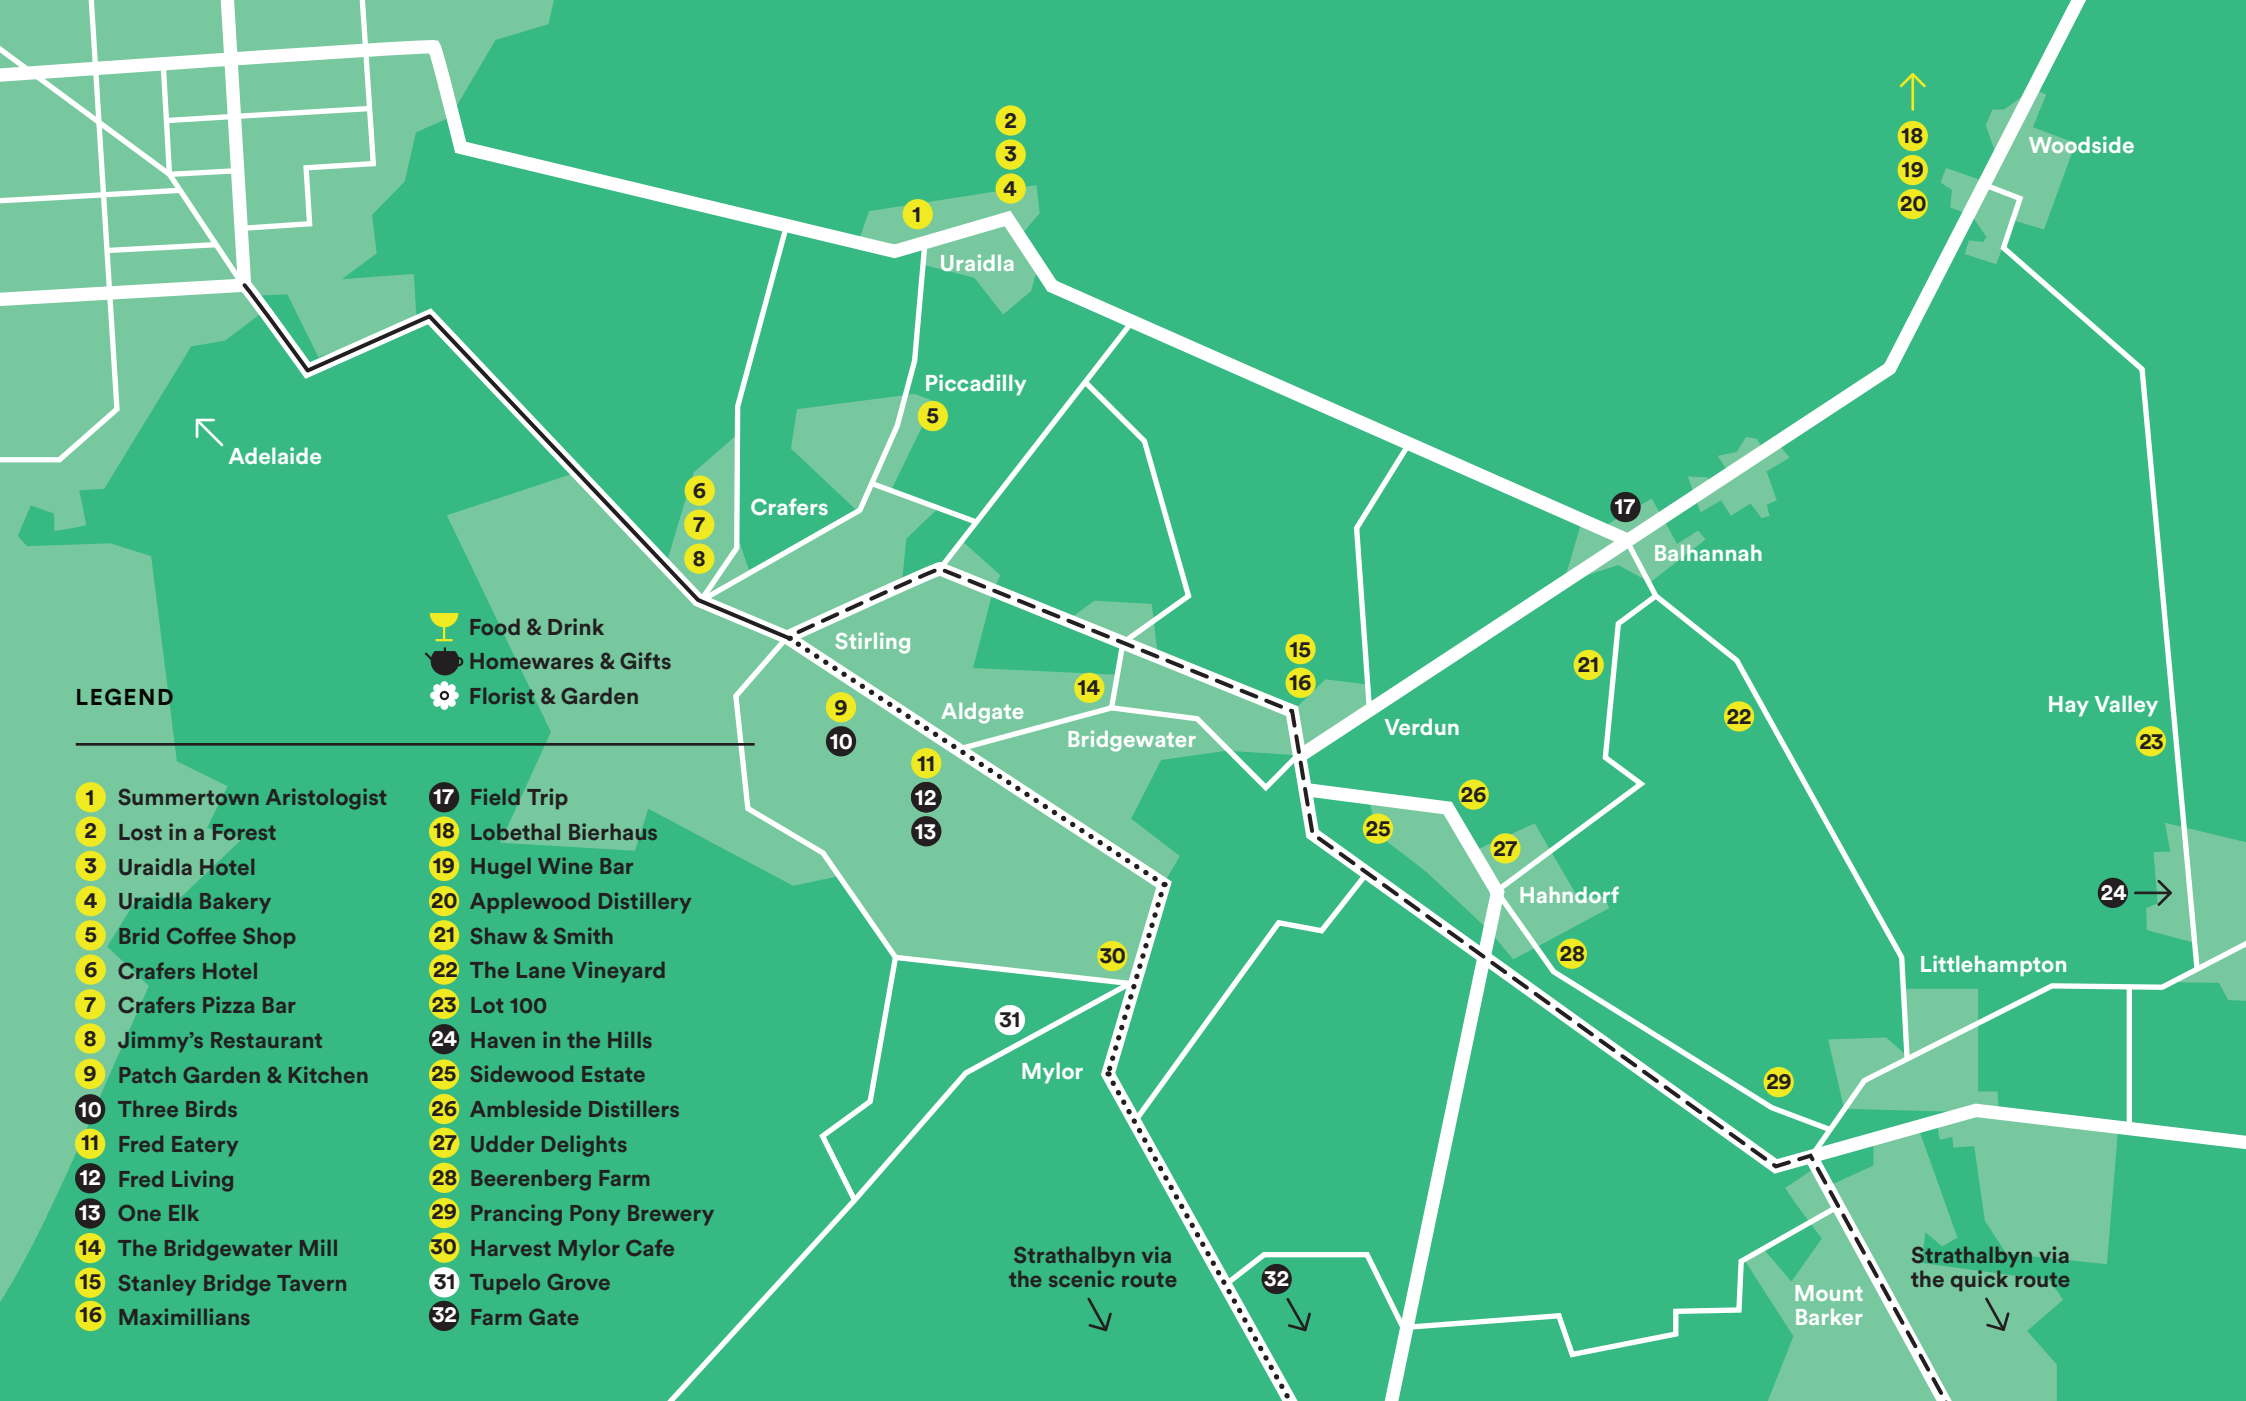 2
3
4
1
Uraidla
18
19
20
Woodside
Piccadilly
5
Adelaide
6
7
8
Crafers
17
Balhannah
Stirling
15
16
14
9
10
Aldgate
Bridgewater
Verdun
21
22
Hay Valley
23
11
12
13
26
25
27
Hahndorf
24
28
Littlehampton
30
31
Mylor
29
Strathalbyn via
the scenic route
32
Mount
Barker
Strathalbyn via
the quick route
Food & Drink
Homewares & Gifts
Florist & Garden
LEGEND
1 Summertown Aristologist
2 Lost in a Forest
3 Uraidla Hotel
4 Uraidla Bakery
5 Brid Coffee Shop
6 Crafers Hotel
7 Crafers Pizza Bar
8 Jimmy’s Restaurant
9 Patch Garden & Kitchen
10 Three Birds
11 Fred Eatery
12 Fred Living
13 One Elk
14 The Bridgewater Mill
15 Stanley Bridge Tavern
16 Maximillians
17 Field Trip
18 Lobethal Bierhaus
19 Hugel Wine Bar
20 Applewood Distillery
21 Shaw & Smith
22 The Lane Vineyard
23 Lot 100
24 Haven in the Hills
25 Sidewood Estate
26 Ambleside Distillers
27 Udder Delights
28 Beerenberg Farm
29 Prancing Pony Brewery
30 Harvest Mylor Cafe
31 Tupelo Grove
32 Farm Gate